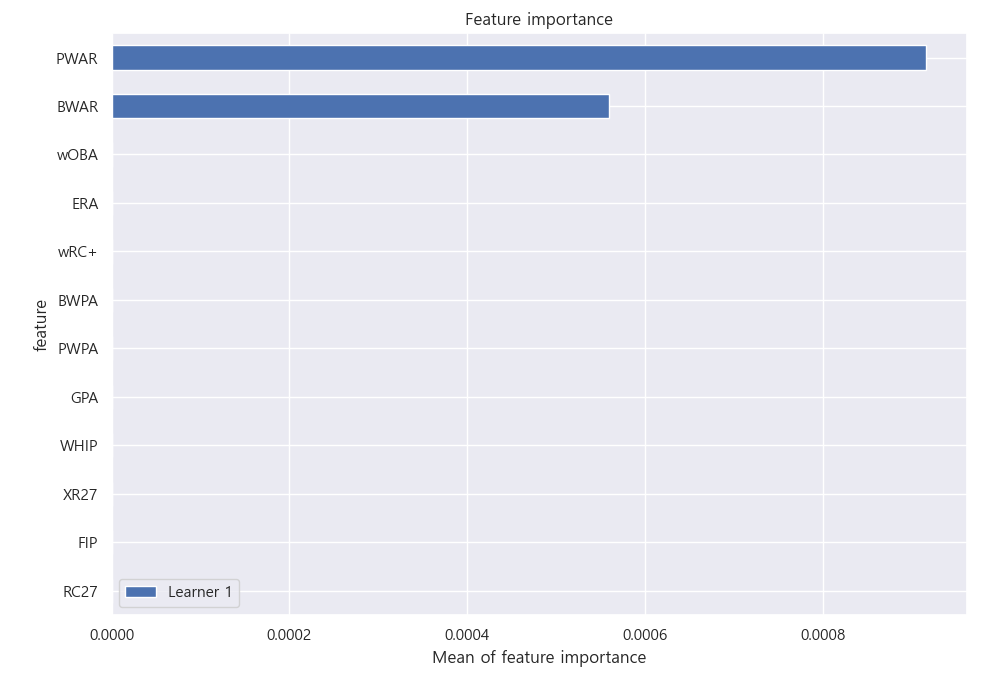 Feature importance
PWAR
BWAR
wOBA
ERA
wRC+
BWPA
PWPA
GPA
WHIP
XR27
FIP
RC27
feature
Learner 1
0.0000 0.0002 0.0004 0.0006 0.0008
Mean of feature importance